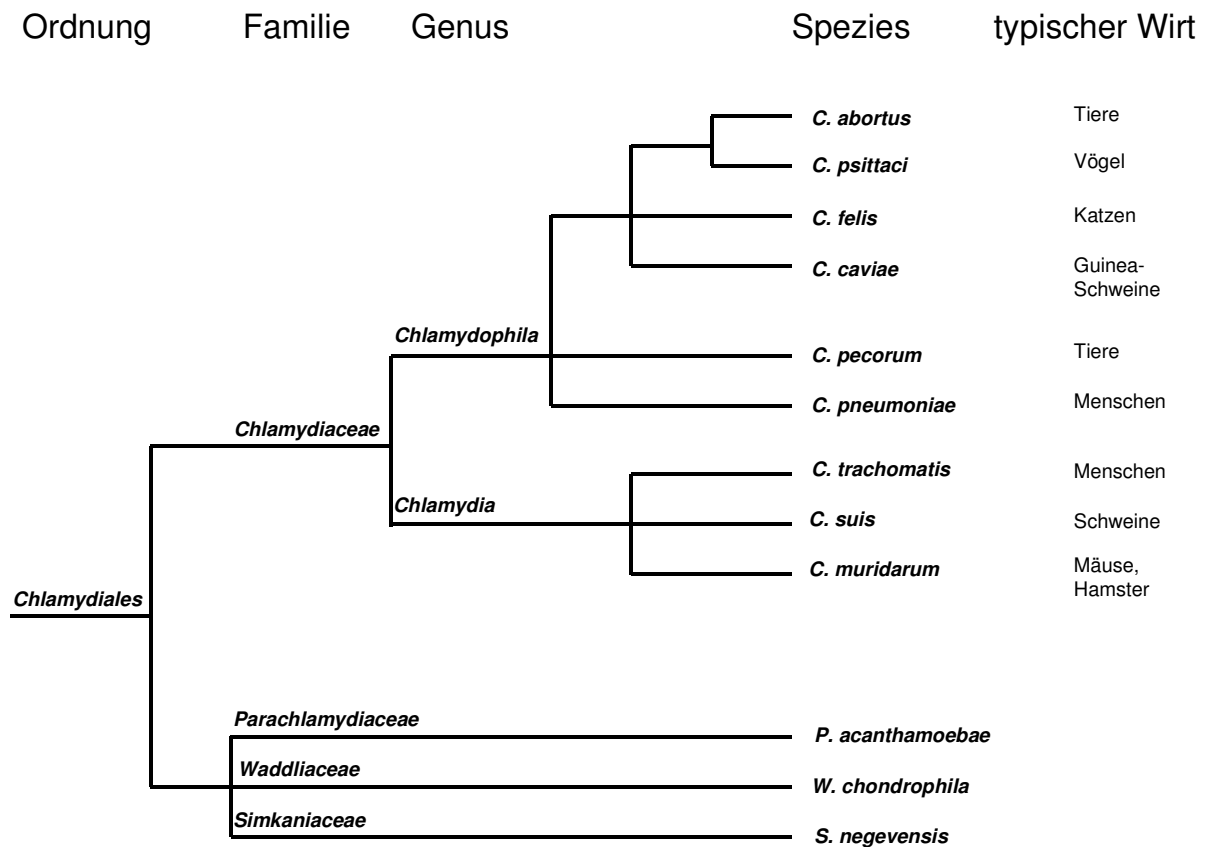 Ordnung Familie Genus Spezies typischer Wirt
C. abortus Tiere
C. psittaci Vögel
C. felis Katzen
C. caviae Guinea-
Schweine
Chlamydophila
C. pecorum Tiere
C. pneumoniae Menschen
Chlamydiaceae
C. trachomatis Menschen
Chlamydia
C. suis Schweine
C. muridarum Mäuse,
Hamster
Chlamydiales
Parachlamydiaceae
P. acanthamoebae
Waddliaceae
W. chondrophila
Simkaniaceae
S. negevensis